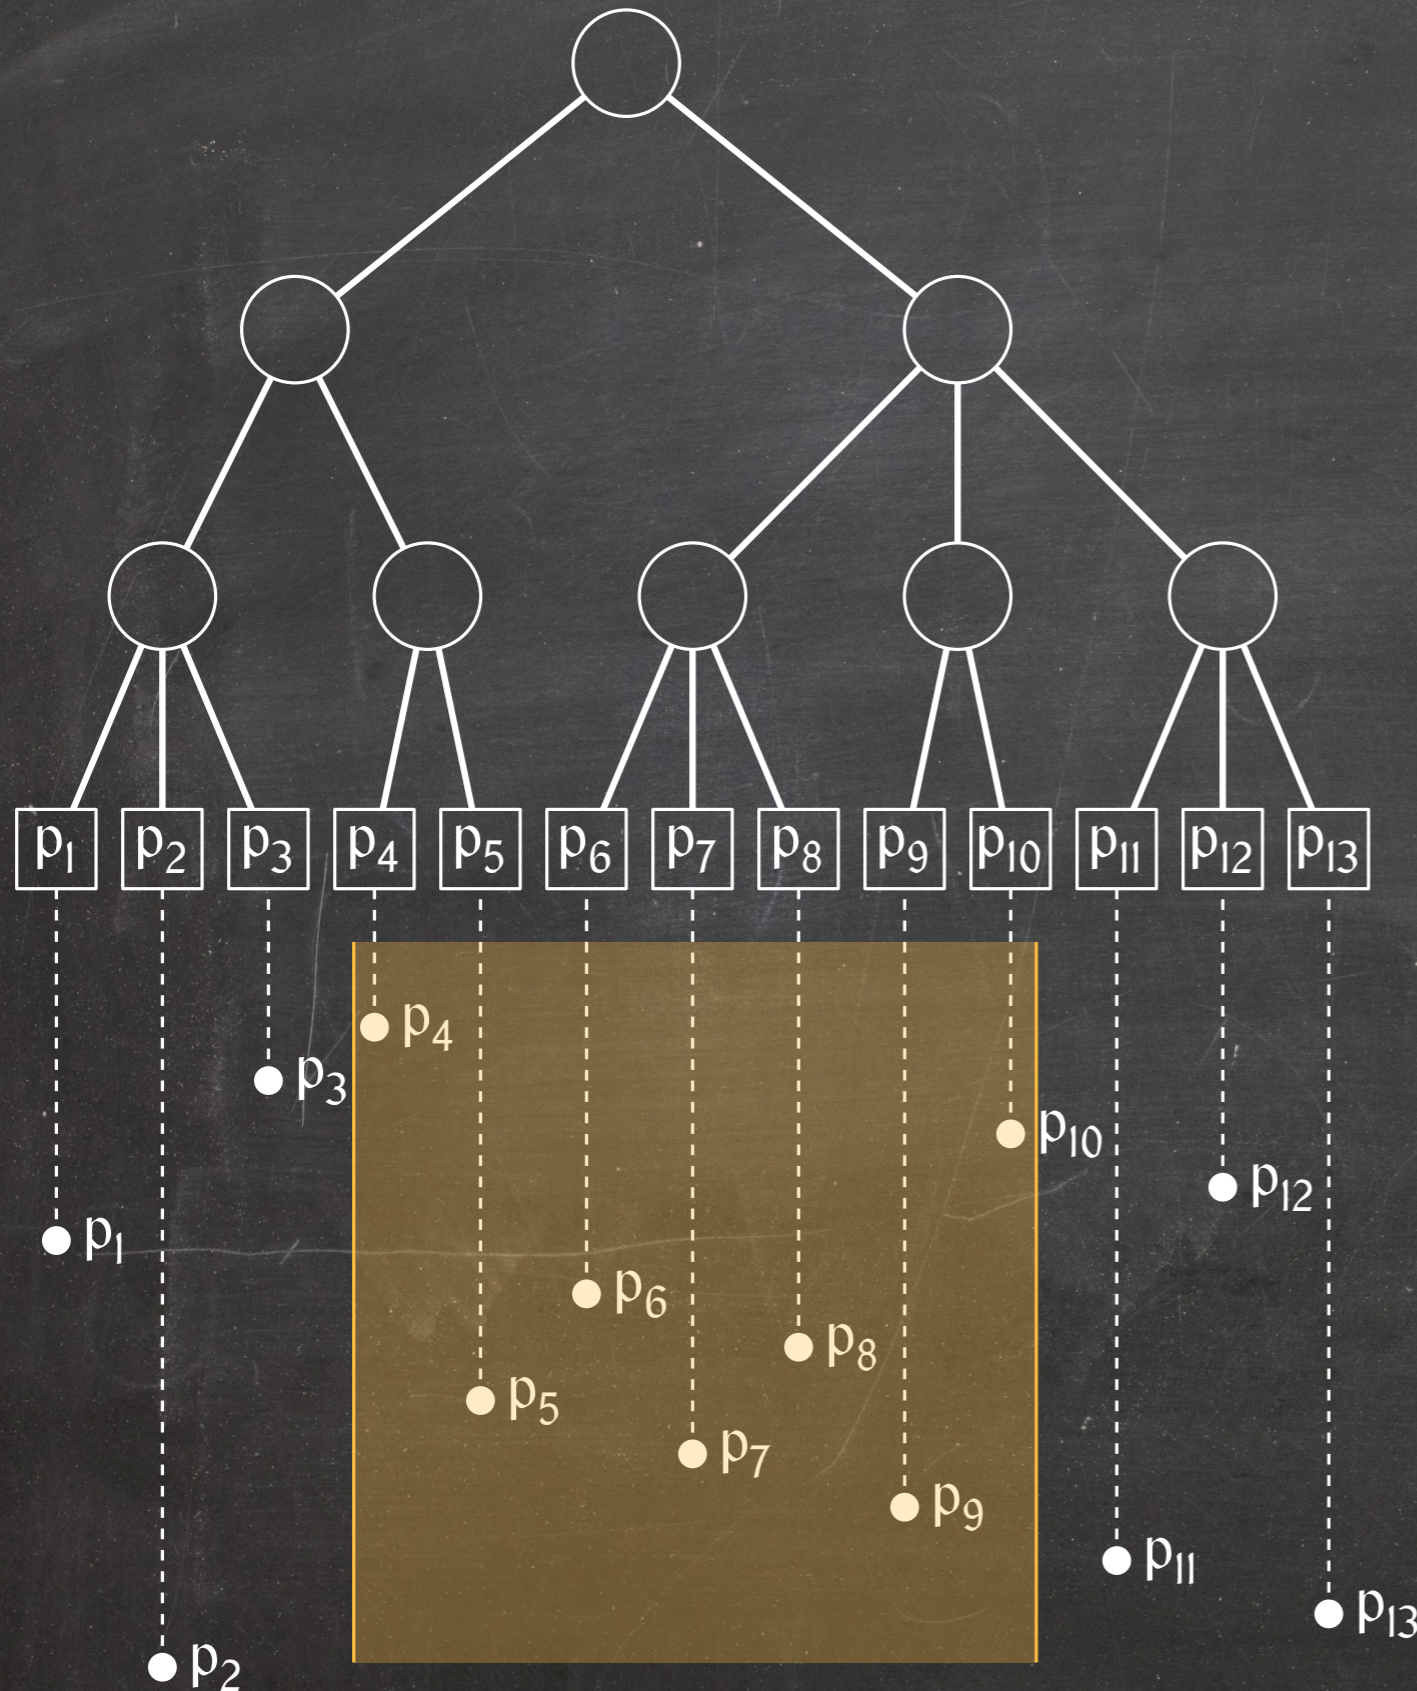 p₁ p₂ p₃ p₄ p₅ p₆ p₇ p₈ p₉ p₁₀ p₁₁ p₁₂ p₁₃
p₄
p₃
p₁₀
p₁₂
p₁
p₆
p₈
p₅
p₇
p₉
p₁₁
p₁₃
p₂